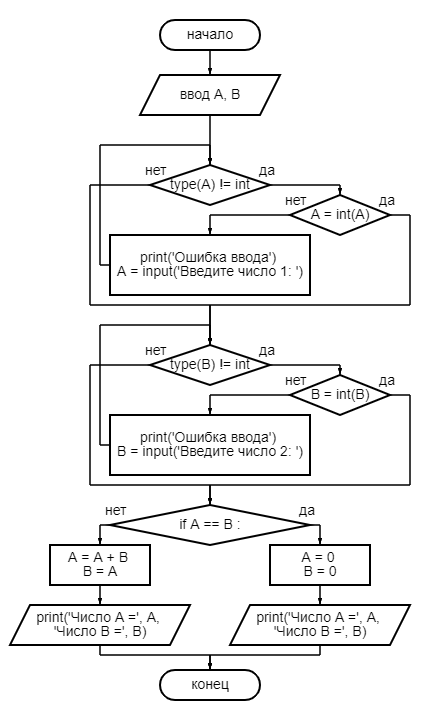 начало
ввод A, B
нет
да
type(A) != int
нет
да
A = int(A)
print('Ошибка ввода')
A = input('Введите число 1: ')
нет
да
type(B) != int
нет
да
B = int(B)
print('Ошибка ввода')
B = input('Введите число 2: ')
нет
да
if A == B :
A = A + B
B = A
A = 0
B = 0
print('Число A =', A,
'Число B =', B)
print('Число A =', A,
'Число B =', B)
конец